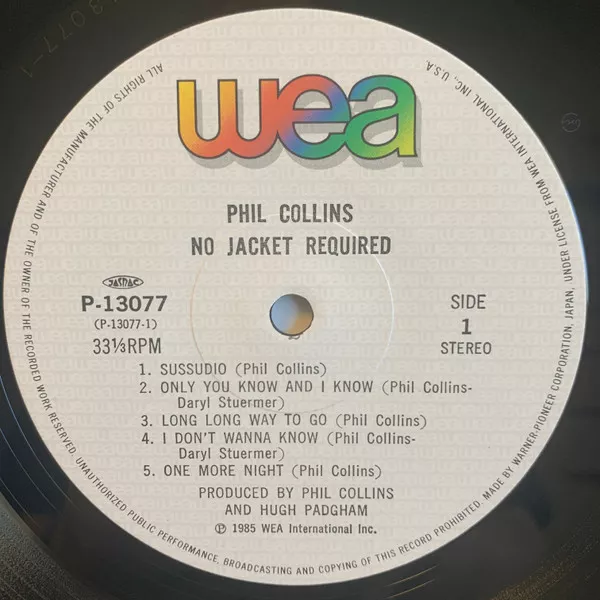 wea
PHIL COLLINS
NO JACKET REQUIRED
JASRAC
P-13077
(P-13077-1)
33⅓RPM
SIDE
1
STEREO
1. SUSSUDIO (Phil Collins)
2. ONLY YOU KNOW AND I KNOW (Phil Collins-
Daryl Stuermer)
3. LONG LONG WAY TO GO (Phil Collins)
4. I DON'T WANNA KNOW (Phil Collins-
Daryl Stuermer)
5. ONE MORE NIGHT (Phil Collins)
PRODUCED BY PHIL COLLINS
AND HUGH PADGHAM
℗ 1985 WEA International Inc.
ALL RIGHTS OF THE MANUFACTURER AND OF THE OWNER OF THE RECORDED WORK RESERVED. UNAUTHORIZED PUBLIC PERFORMANCE, BROADCASTING AND COPYING OF THIS RECORD PROHIBITED. MADE BY WARNER-PIONEER CORPORATION, JAPAN, UNDER LICENSE FROM WEA INTERNATIONAL INC., U.S.A.